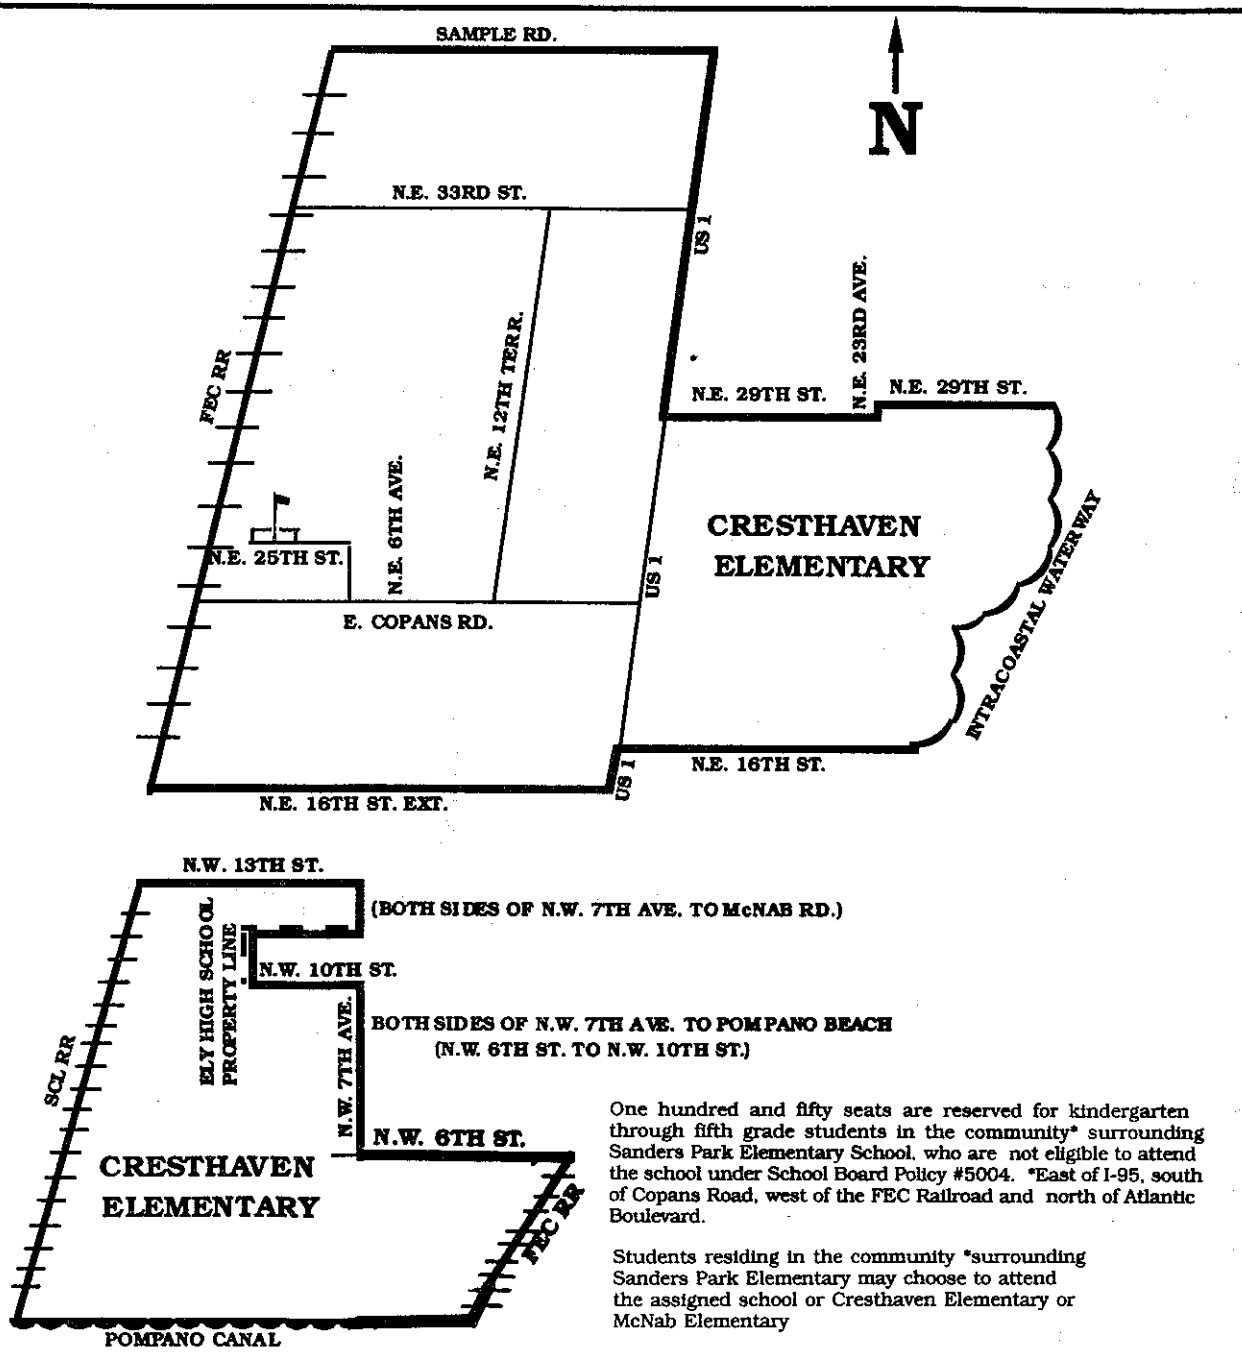 SAMPLE RD.
N
N.E. 33RD ST.
US 1
N.E. 23RD AVE.
N.E. 12TH TERR.
FEC RR
N.E. 29TH ST.
N.E. 29TH ST.
N.E. 6TH AVE.
CRESTHAVEN
ELEMENTARY
INTRACOASTAL WATERWAY
N.E. 25TH ST.
US 1
E. COPANS RD.
N.E. 16TH ST.
US 1
N.E. 16TH ST. EXT.
N.W. 13TH ST.
(BOTH SIDES OF N.W. 7TH AVE. TO McNAB RD.)
ELY HIGH SCHOOL
PROPERTY LINE
N.W. 10TH ST.
BOTH SIDES OF N.W. 7TH AVE. TO POMPANO BEACH
(N.W. 6TH ST. TO N.W. 10TH ST.)
N.W. 7TH AVE.
SCL RR
N.W. 6TH ST.
CRESTHAVEN
ELEMENTARY
FEC RR
POMPANO CANAL
One hundred and fifty seats are reserved for kindergarten
through fifth grade students in the community* surrounding
Sanders Park Elementary School, who are not eligible to attend
the school under School Board Policy #5004. *East of I-95, south
of Copans Road, west of the FEC Railroad and north of Atlantic
Boulevard.
Students residing in the community *surrounding
Sanders Park Elementary may choose to attend
the assigned school or Cresthaven Elementary or
McNab Elementary